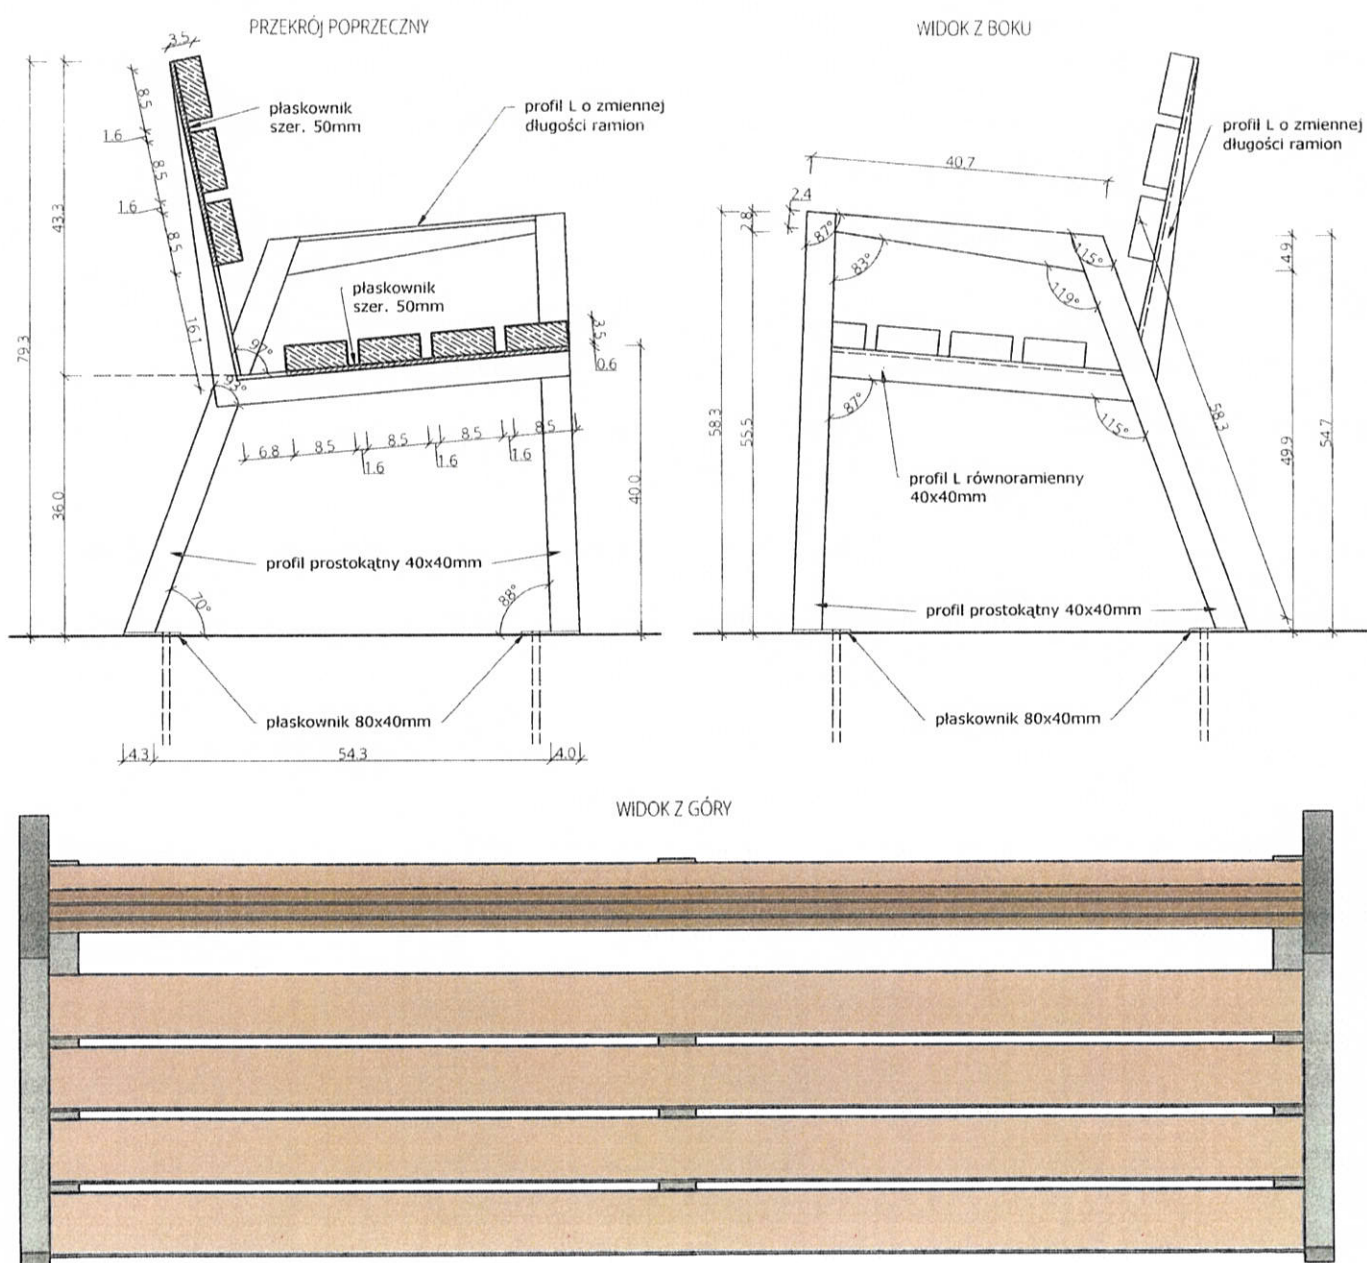 PRZEKRÓJ POPRZECZNY
3.5
8.5
1.6
8.5
1.6
8.5
16.1
43.3
79.3
36.0
płaskownik
szer. 50mm
profil L o zmiennej
długości ramion
płaskownik
szer. 50mm
97°
93°
3.5
0.6
6.8
8.5
1.6
8.5
1.6
8.5
1.6
8.5
40.0
profil prostokątny 40x40mm
70°
88°
płaskownik 80x40mm
4.3
54.3
4.0
WIDOK Z BOKU
profil L o zmiennej
długości ramion
40.7
2.4
2.8
87°
83°
115°
119°
4.9
58.3
55.5
87°
115°
58.3
49.9
54.7
profil L równoramienny
40x40mm
profil prostokątny 40x40mm
płaskownik 80x40mm
WIDOK Z GÓRY